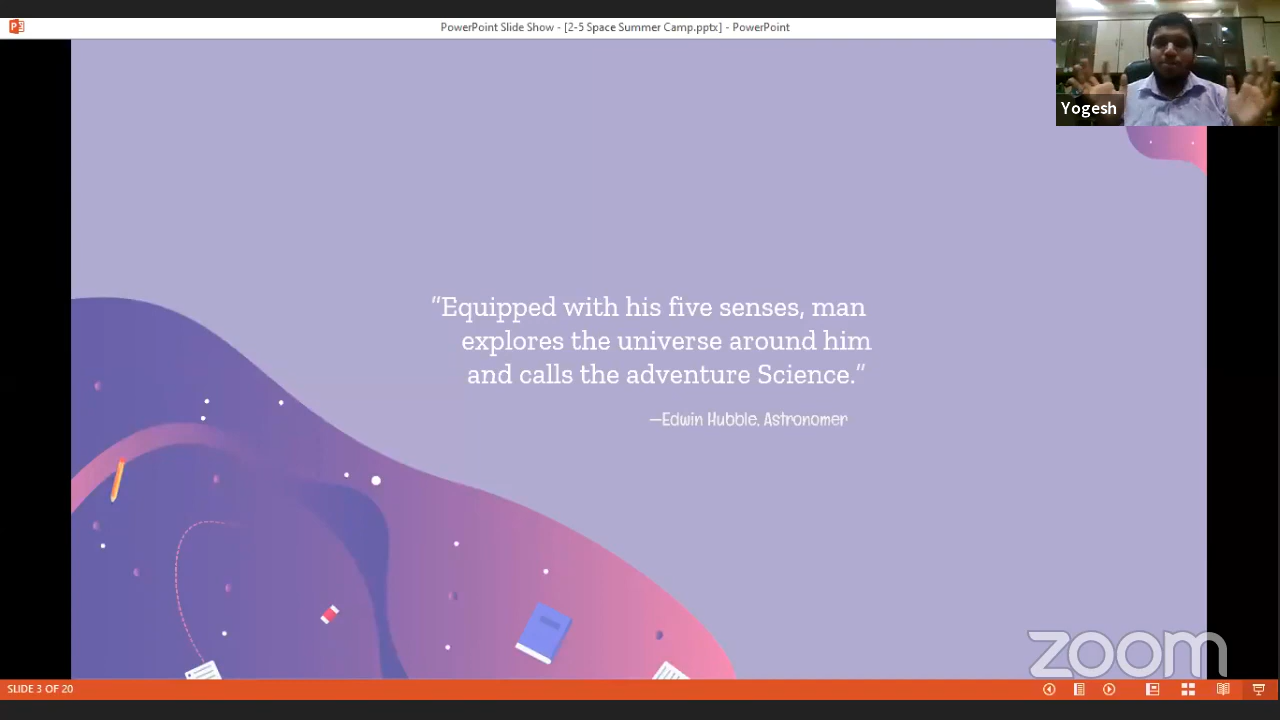 PowerPoint Slide Show - [2-5 Space Summer Camp.pptx] - PowerPoint
Yogesh
“Equipped with his five senses, man
explores the universe around him
and calls the adventure Science.”
—Edwin Hubble, Astronomer
zoom
SLIDE 3 OF 20